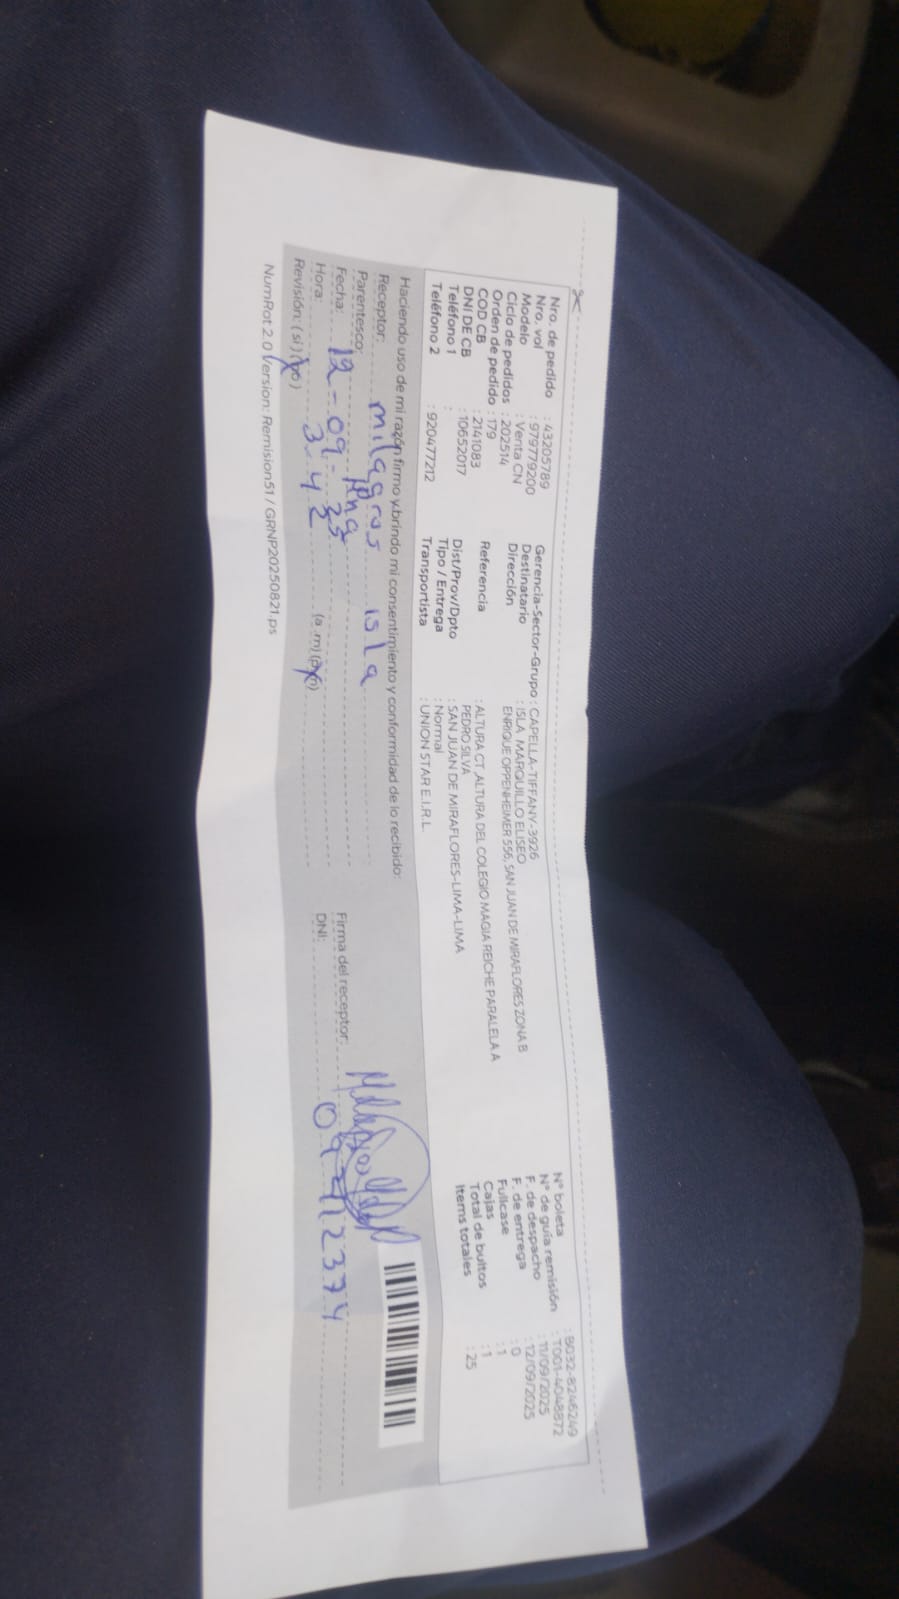 Nro. de pedido : 43205789
Nro. vol : 979779200
Modelo : Venta CN
Ciclo de pedidos : 202514
Orden de pedido : 179
COD CB : 2141083
DNI DE CB : 10652017
Teléfono 1 :
Teléfono 2 : 920477212
Gerencia-Sector-Grupo : CAPELLA-TIFFANY-3926
Destinatario : ISLA MARQUILLO ELISEO
Dirección ENRIQUE OPPENHEIMER 556, SAN JUAN DE MIRAFLORES ZONA B
Referencia : ALTURA CT ALTURA DEL COLEGIO MAGIA REICHE PARALELA A
PEDRO SILVA
Dist/Prov/Dpto : SAN JUAN DE MIRAFLORES-LIMA-LIMA
Tipo / Entrega : Normal
Transportista : UNION STAR E.I.R.L.
N° boleta : B032-8246249
N° de guía remisión : T001-4048872
F. de despacho : 11/09/2025
F. de entrega : 12/09/2025
Fullcase : 0
Cajas : 1
Total de bultos : 1
Items totales : 25
Haciendo uso de mi razón firmo y brindo mi consentimiento y conformidad de lo recibido:
Receptor: milagros isla
Parentesco:
Fecha: 12-09-25
Hora: 3-42 (a.m) (pm)
Revisión: (si) (no)
Firma del receptor:
DNI:
NumRot 2.0 Version: Remision51 / GRNP20250821.ps